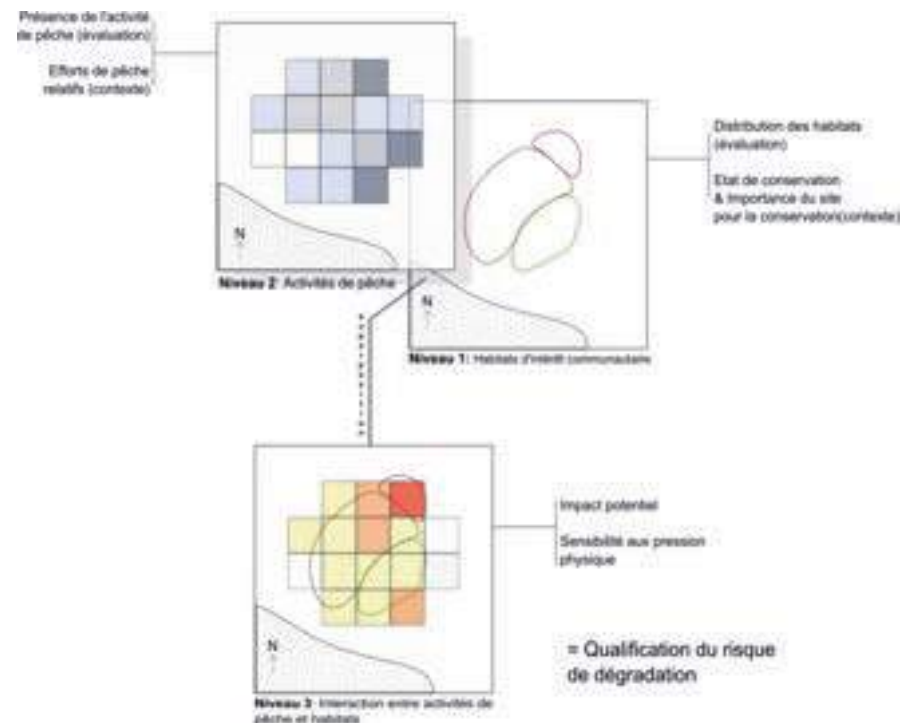 Présence de l'activité
de pêche (évaluation)
Efforts de pêche
relatifs (contexte)
N
Niveau 2: Activités de pêche
Distribution des habitats
(évaluation)
Etat de conservation
& Importance du site
pour la conservation(contexte)
N
Niveau 1: Habitats d'intérêt communautaire
N
Niveau 3: Interaction entre activités de
pêche et habitats
Impact potentiel
Sensibilité aux pression
physique
= Qualification du risque
de dégradation